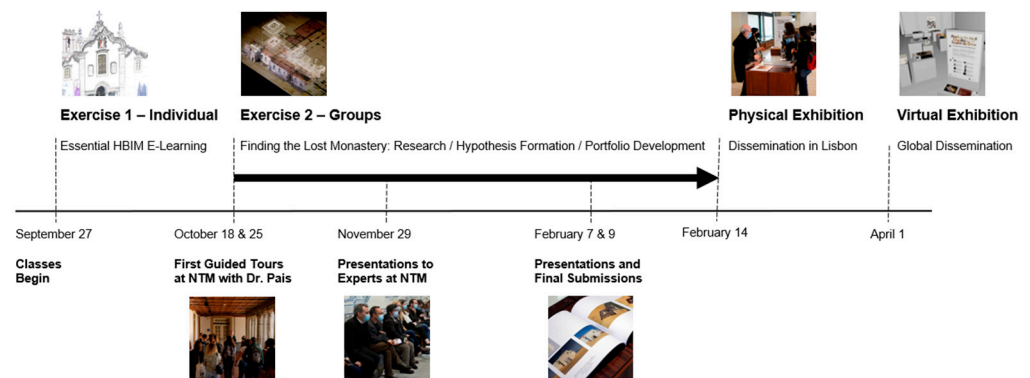 Exercise 1 – Individual
Exercise 2 – Groups
Physical Exhibition
Virtual Exhibition
Essential HBIM E-Learning
Finding the Lost Monastery: Research / Hypothesis Formation / Portfolio Development
Dissemination in Lisbon
Global Dissemination
September 27
October 18 & 25
November 29
February 7 & 9
February 14
April 1
Classes
Begin
First Guided Tours
at NTM with Dr. Pais
Presentations to
Experts at NTM
Presentations and
Final Submissions